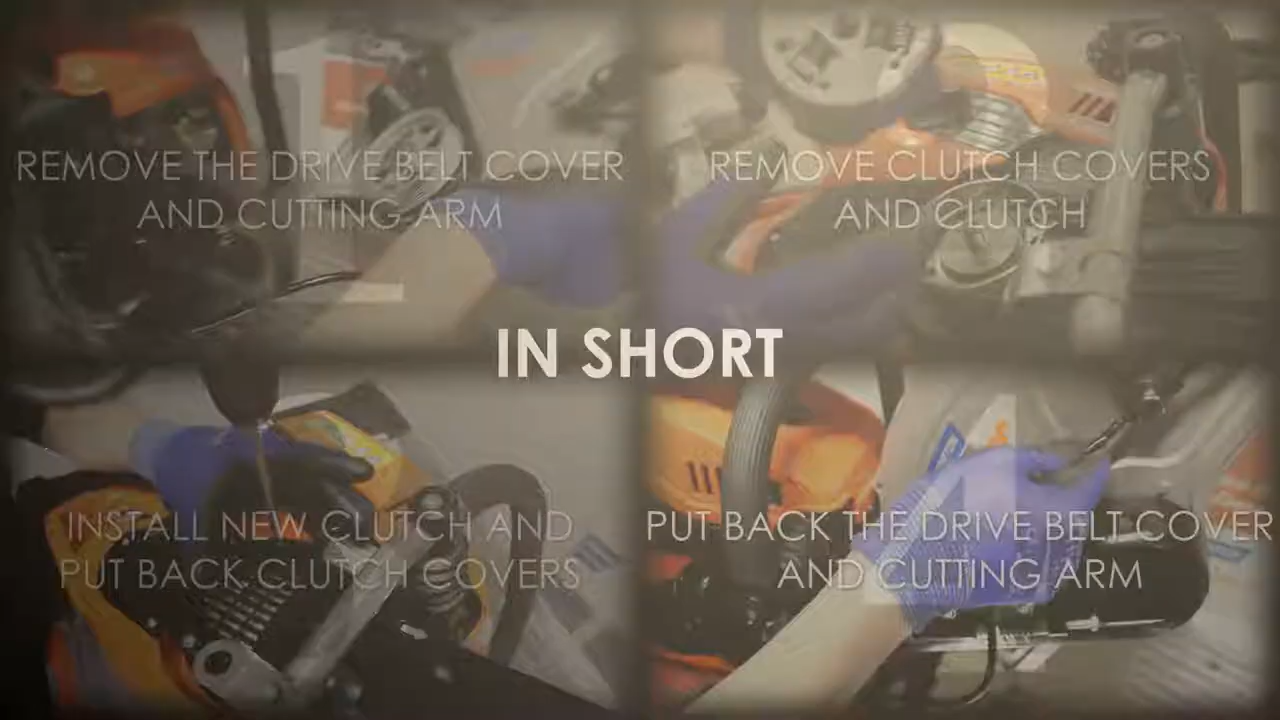 REMOVE THE DRIVE BELT COVER
AND CUTTING ARM
REMOVE CLUTCH COVERS
AND CLUTCH
IN SHORT
INSTALL NEW CLUTCH AND
PUT BACK CLUTCH COVERS
PUT BACK THE DRIVE BELT COVER
AND CUTTING ARM